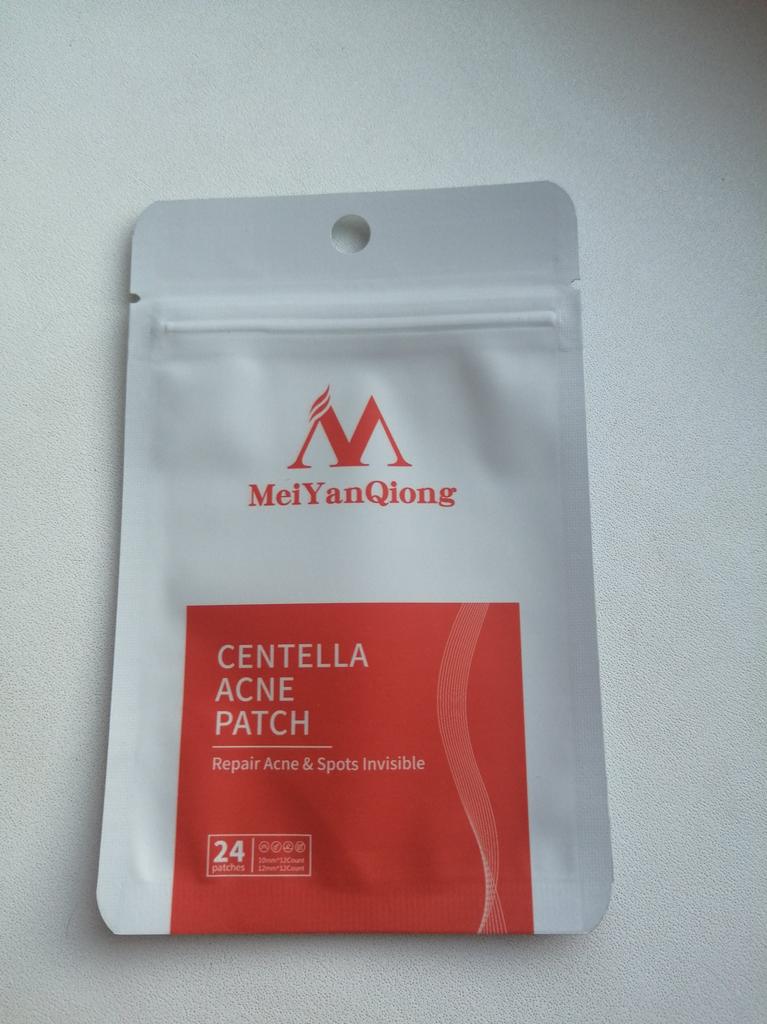 MeiYanQiong
CENTELLA
ACNE
PATCH
Repair Acne & Spots Invisible
24
patches
10mm*12Count
12mm*12Count